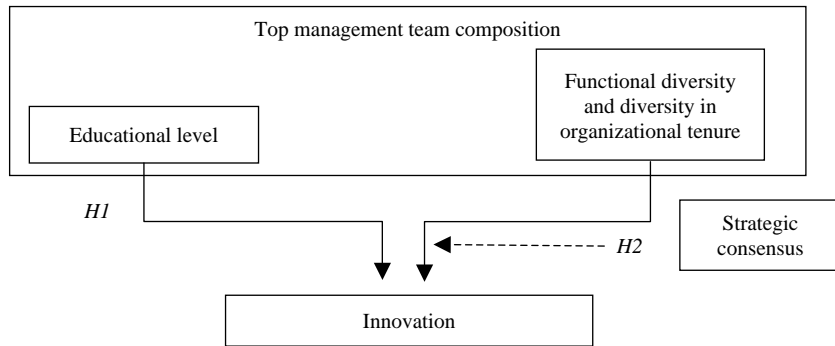 Top management team composition
Functional diversity
and diversity in
organizational tenure
Educational level
H1
Strategic
consensus
H2
Innovation